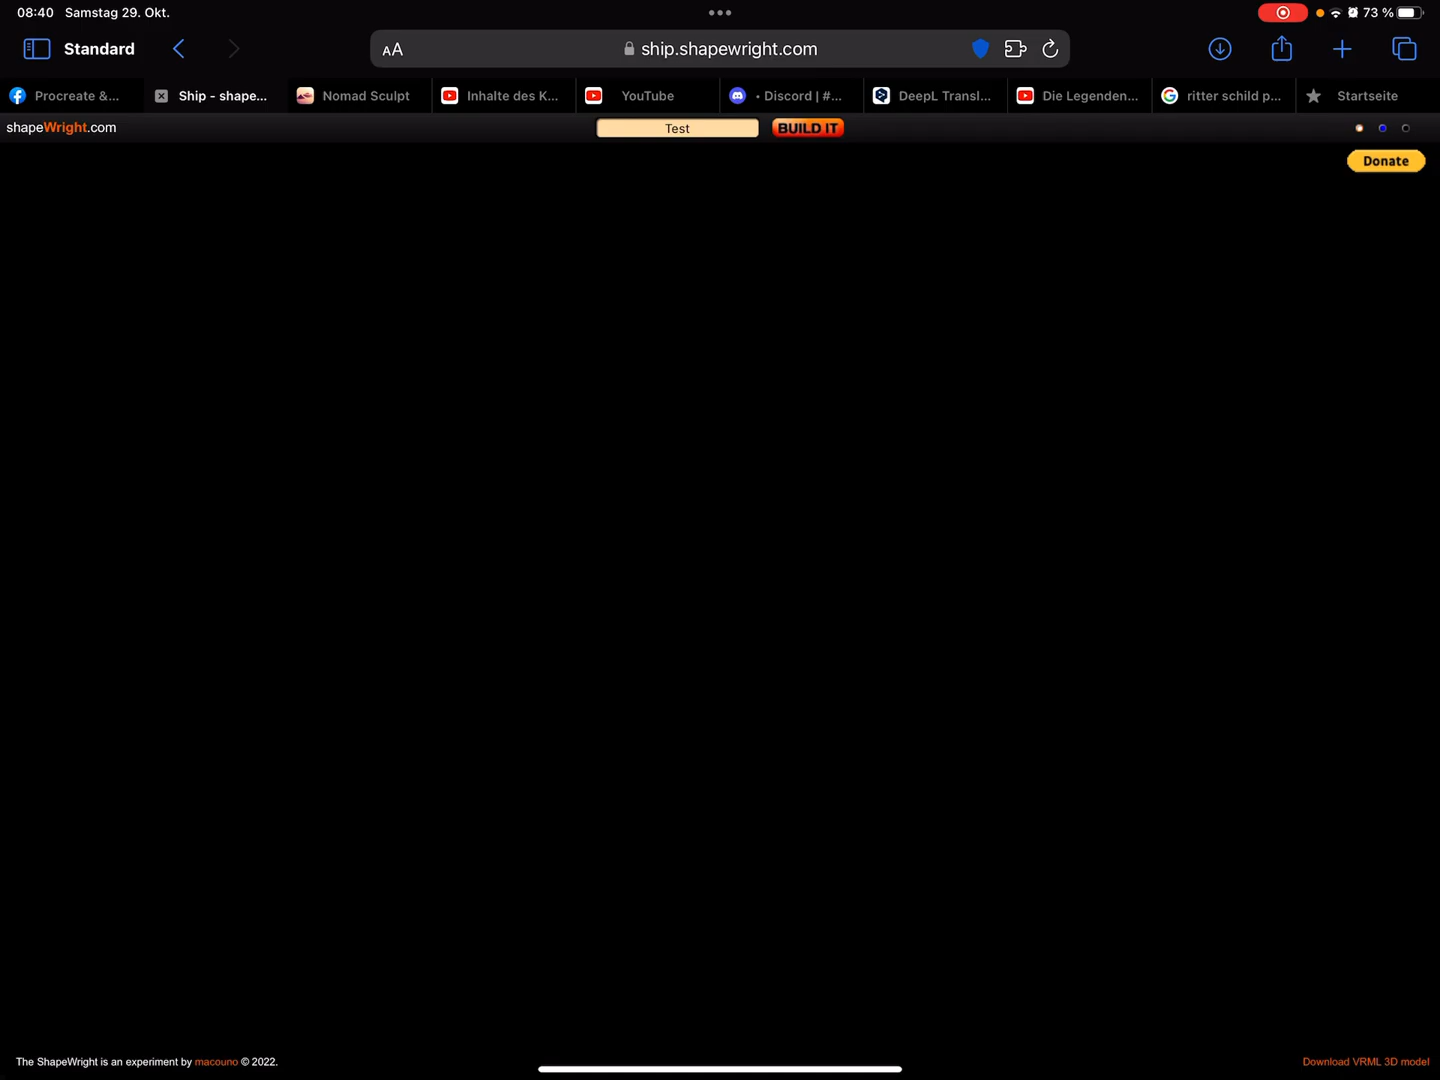 08:40 Samstag 29. Okt.
73 %
Standard
AA
ship.shapewright.com
Procreate &...
Ship - shape...
Nomad Sculpt
Inhalte des K...
YouTube
• Discord | #...
DeepL Transl...
Die Legenden...
ritter schild p...
Startseite
shapeWright.com
Test
BUILD IT
Donate
The ShapeWright is an experiment by macouno © 2022.
Download VRML 3D model